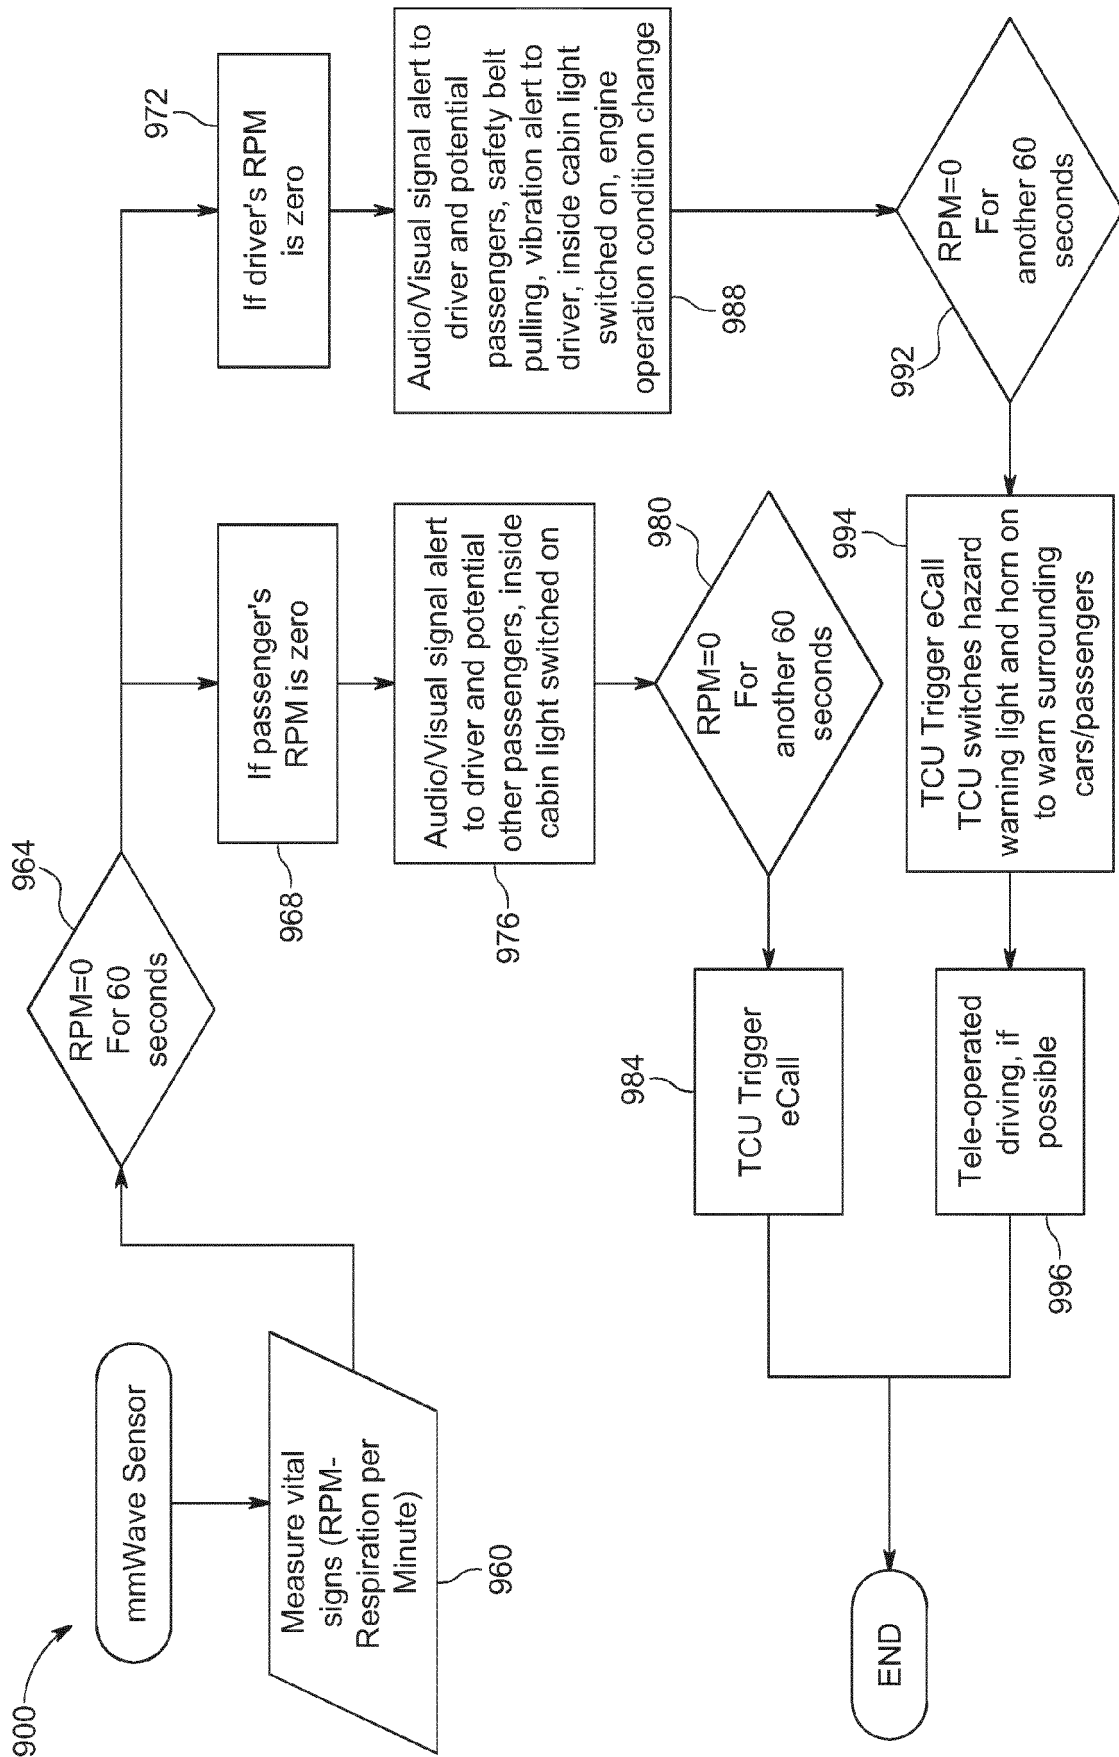 900
mmWave Sensor
Measure vital
signs (RPM-
Respiration per
Minute)
960
RPM=0
For 60
seconds
964
If passenger's
RPM is zero
968
If driver's RPM
is zero
972
Audio/Visual signal alert
to driver and potential
other passengers, inside
cabin light switched on
976
Audio/Visual signal alert to
driver and potential
passengers, safety belt
pulling, vibration alert to
driver, inside cabin light
switched on, engine
operation condition change
988
RPM=0
For
another 60
seconds
980
RPM=0
For
another 60
seconds
992
TCU Trigger
eCall
984
TCU Trigger eCall
TCU switches hazard
warning light and horn on
to warn surrounding
cars/passengers
994
Tele-operated
driving, if
possible
996
END